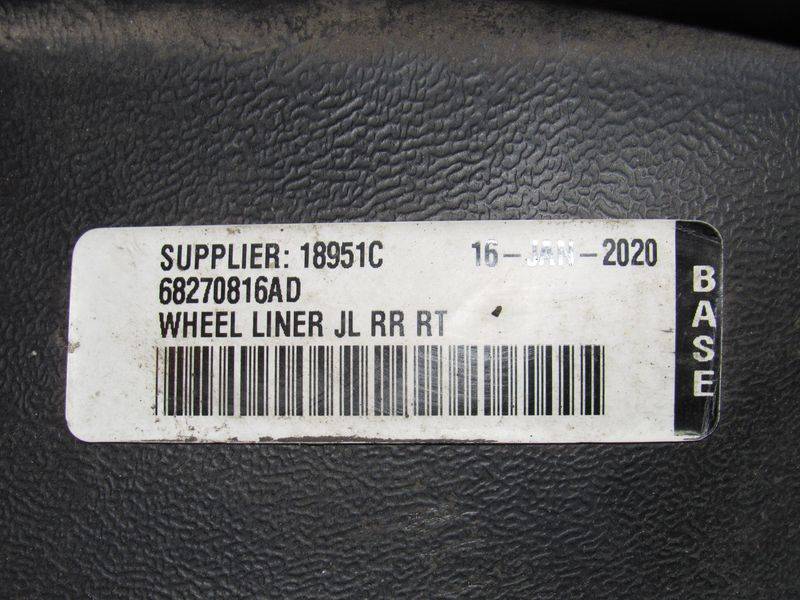 SUPPLIER: 18951C 16-JAN-2020
68270816AD
WHEEL LINER JL RR RT
BASE